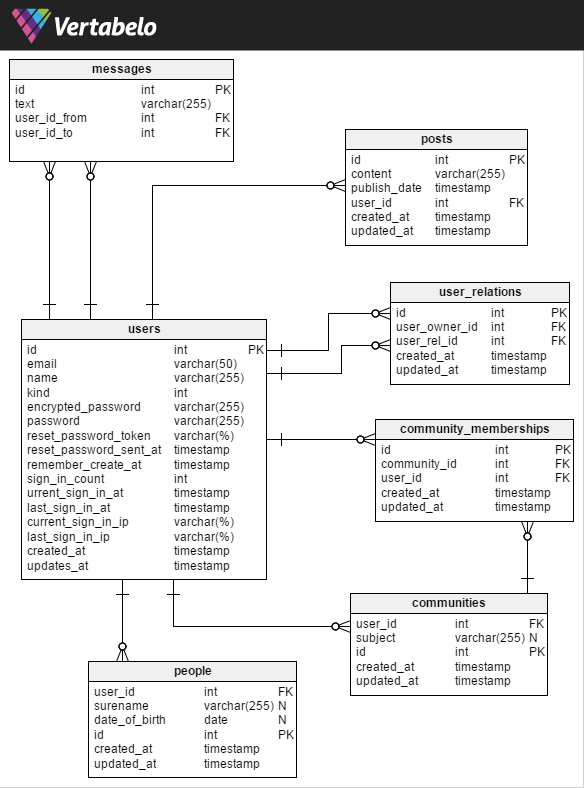 Vertabelo
messages
id int PK
text varchar(255)
user_id_from int FK
user_id_to int FK
posts
id int PK
content varchar(255)
publish_date timestamp
user_id int FK
created_at timestamp
updated_at timestamp
user_relations
id int PK
user_owner_id int FK
user_rel_id int FK
created_at timestamp
updated_at timestamp
users
id int PK
email varchar(50)
name varchar(255)
kind int
encrypted_password varchar(255)
password varchar(255)
reset_password_token varchar(%)
reset_password_sent_at timestamp
remember_create_at timestamp
sign_in_count int
urrent_sign_in_at timestamp
last_sign_in_at timestamp
current_sign_in_ip varchar(%)
last_sign_in_ip varchar(%)
created_at timestamp
updates_at timestamp
community_memberships
id int PK
community_id int FK
user_id int FK
created_at timestamp
updated_at timestamp
communities
user_id int FK
subject varchar(255) N
id int PK
created_at timestamp
updated_at timestamp
people
user_id int FK
surename varchar(255) N
date_of_birth date N
id int PK
created_at timestamp
updated_at timestamp